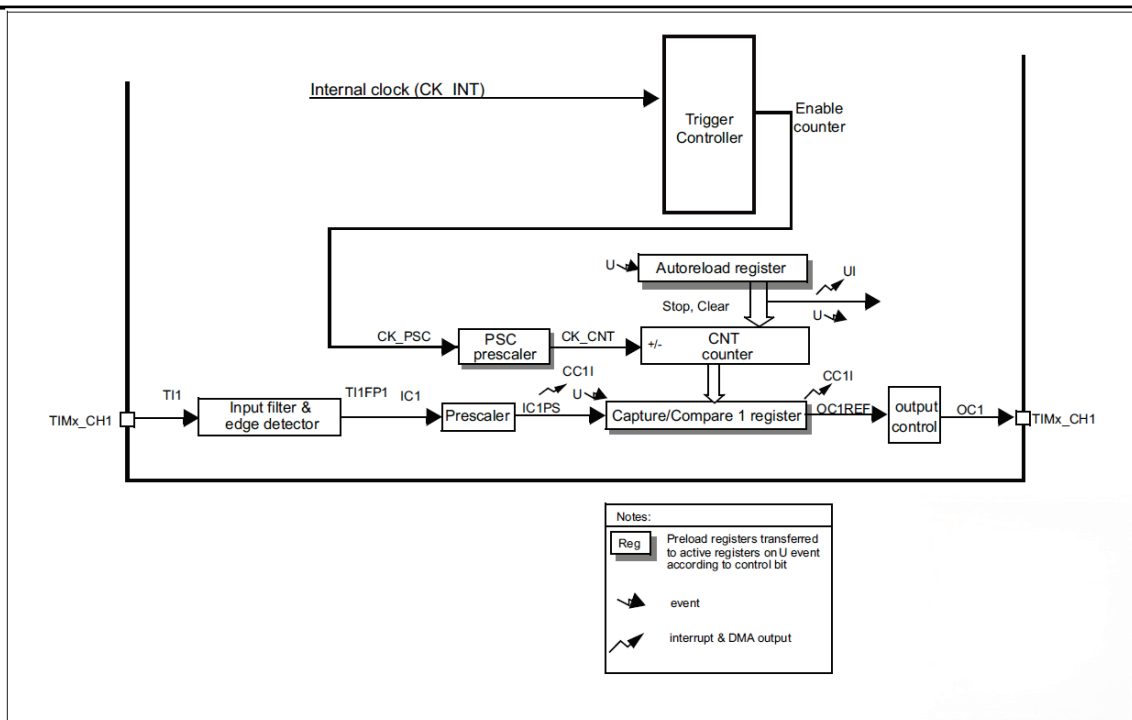 Internal clock (CK_INT)
Trigger
Controller
Enable
counter
U
Autoreload register
UI
Stop, Clear
U
CK_PSC
PSC
prescaler
CK_CNT
+/-
CNT
counter
CC1I
U
CC1I
TIMx_CH1
TI1
Input filter &
edge detector
TI1FP1
IC1
Prescaler
IC1PS
Capture/Compare 1 register
OC1REF
output
control
OC1
TIMx_CH1
Notes:
Reg
Preload registers transferred
to active registers on U event
according to control bit
event
interrupt & DMA output